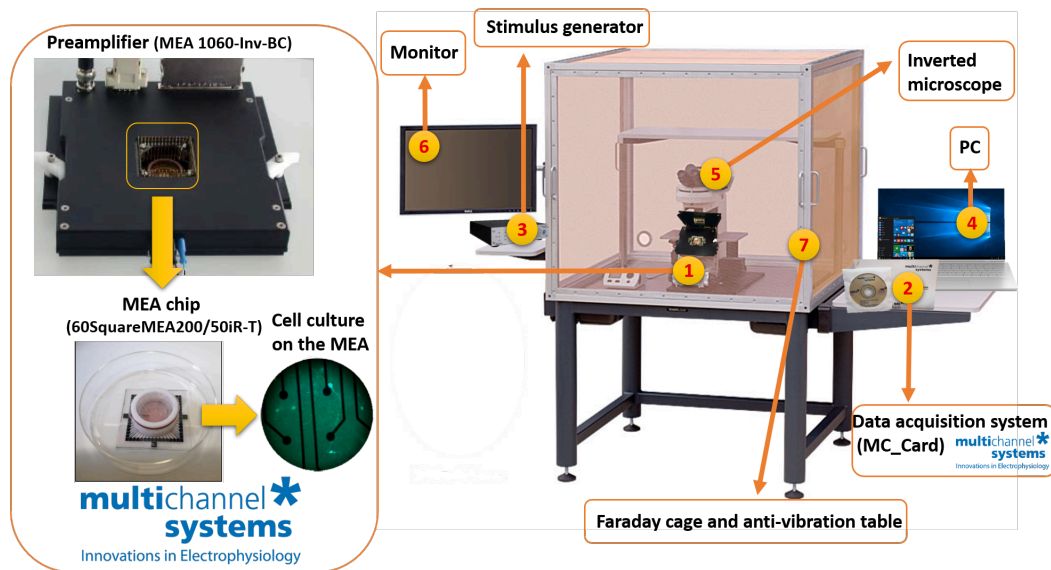 Preamplifier (MEA 1060-Inv-BC)
MEA chip
(60SquareMEA200/50iR-T)
Cell culture
on the MEA
multichannel
systems
Innovations in Electrophysiology
Monitor
Stimulus generator
Inverted
microscope
PC
6
3
5
4
7
1
2
multichannel
systems
Data acquisition system
(MC_Card)
multichannel
systems
Innovations in Electrophysiology
Faraday cage and anti-vibration table